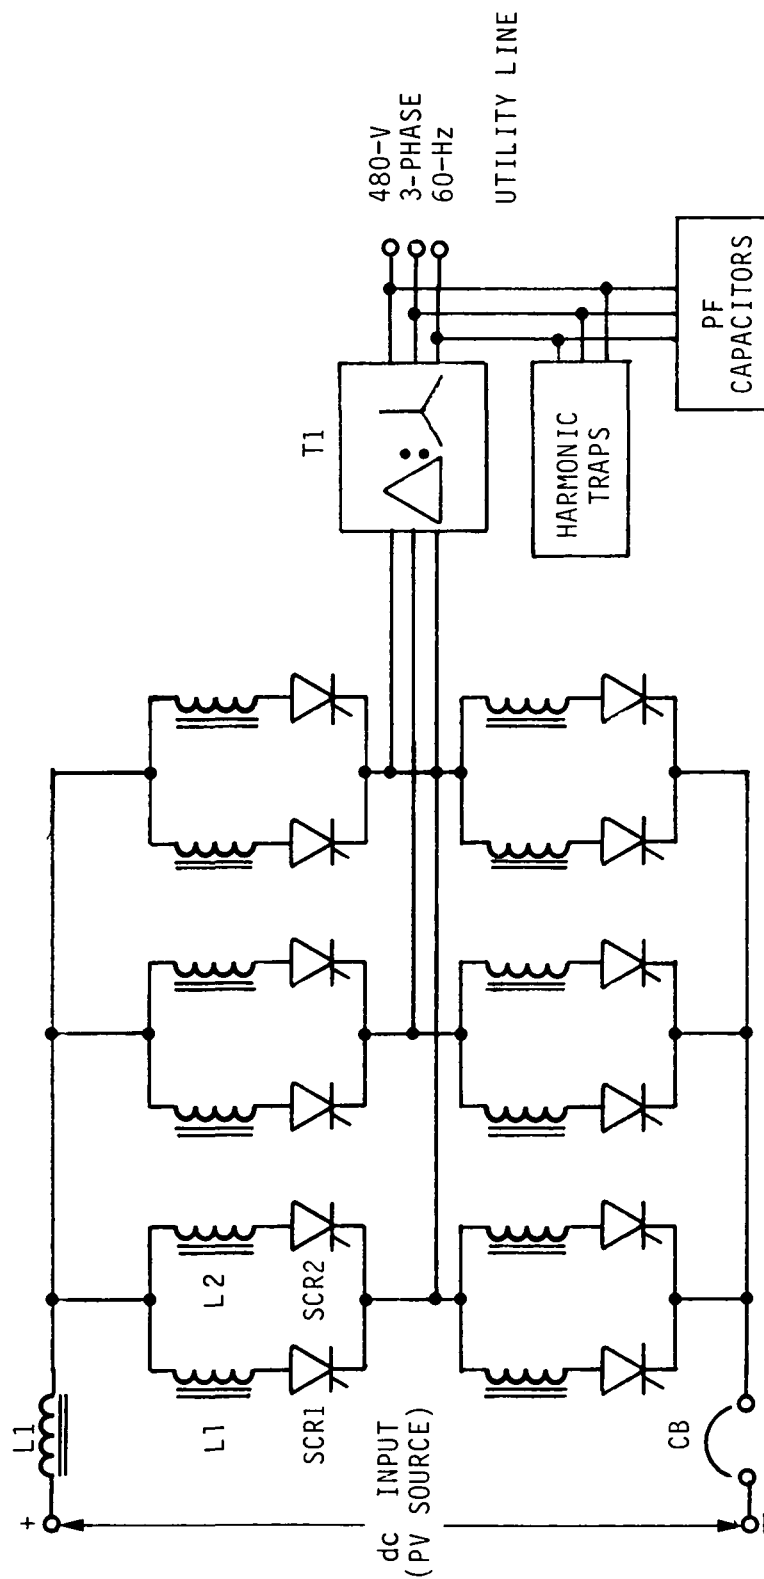 L1
+
dc INPUT
(PV SOURCE)
–
CB
L1
L2
SCR1
SCR2
T1
480-V
3-PHASE
60-Hz
UTILITY LINE
HARMONIC
TRAPS
PF
CAPACITORS